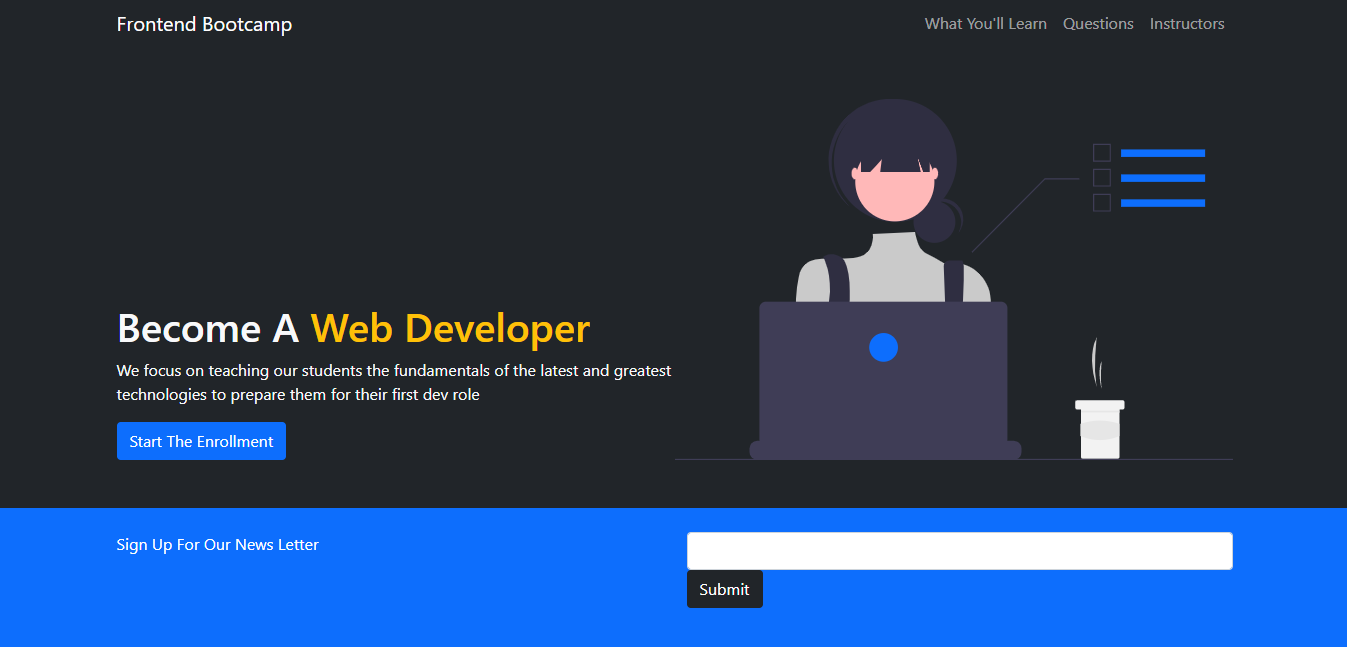 Frontend Bootcamp
What You'll Learn Questions Instructors
Become A Web Developer
We focus on teaching our students the fundamentals of the latest and greatest
technologies to prepare them for their first dev role
Start The Enrollment
Sign Up For Our News Letter
Submit